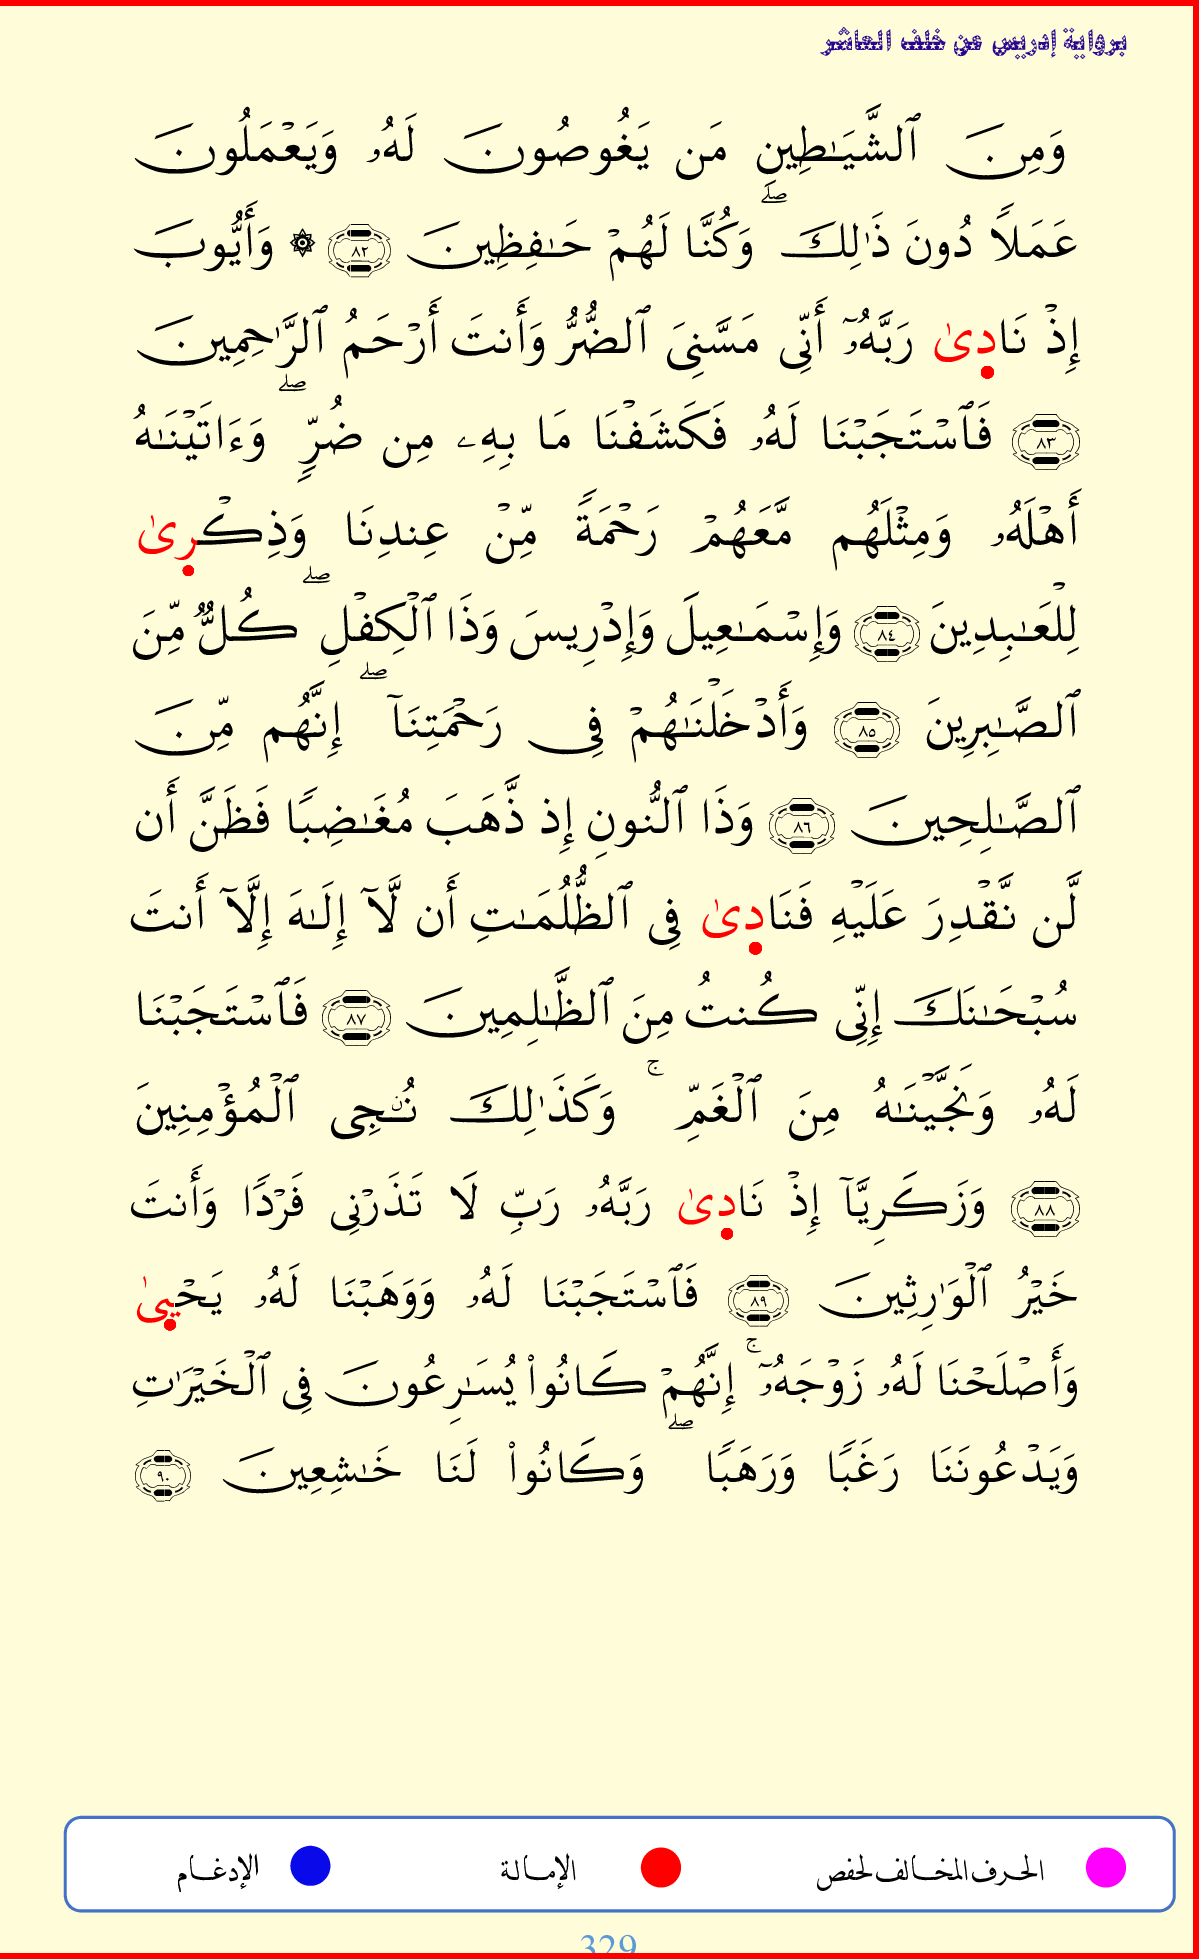 برواية إدريس عن خلف العاشر
وَمِنَ ٱلشَّيَـٰطِينِ مَن يَغُوصُونَ لَهُۥ وَيَعْمَلُونَ
عَمَلًا دُونَ ذَٰلِكَۖ وَكُنَّا لَهُمْ حَـٰفِظِينَ ٨٢ ۞ وَأَيُّوبَ
إِذْ نَادِىٰ رَبَّهُۥٓ أَنِّى مَسَّنِىَ ٱلضُّرُّ وَأَنتَ أَرْحَمُ ٱلرَّٰحِمِينَ
٨٣ فَٱسْتَجَبْنَا لَهُۥ فَكَشَفْنَا مَا بِهِۦ مِن ضُرٍّۖ وَءَاتَيْنَـٰهُ
أَهْلَهُۥ وَمِثْلَهُم مَّعَهُمْ رَحْمَةً مِّنْ عِندِنَا وَذِكْرِىٰ
لِلْعَـٰبِدِينَ ٨٤ وَإِسْمَـٰعِيلَ وَإِدْرِيسَ وَذَا ٱلْكِفْلِۖ كُلٌّ مِّنَ
ٱلصَّـٰبِرِينَ ٨٥ وَأَدْخَلْنَـٰهُمْ فِى رَحْمَتِنَآۖ إِنَّهُم مِّنَ
ٱلصَّـٰلِحِينَ ٨٦ وَذَا ٱلنُّونِ إِذ ذَّهَبَ مُغَـٰضِبًا فَظَنَّ أَن
لَّن نَّقْدِرَ عَلَيْهِ فَنَادِىٰ فِى ٱلظُّلُمَـٰتِ أَن لَّآ إِلَـٰهَ إِلَّآ أَنتَ
سُبْحَـٰنَكَ إِنِّى كُنتُ مِنَ ٱلظَّـٰلِمِينَ ٨٧ فَٱسْتَجَبْنَا
لَهُۥ وَنَجَّيْنَـٰهُ مِنَ ٱلْغَمِّۚ وَكَذَٰلِكَ نُـۨجِى ٱلْمُؤْمِنِينَ
٨٨ وَزَكَرِيَّآ إِذْ نَادِىٰ رَبَّهُۥ رَبِّ لَا تَذَرْنِى فَرْدًا وَأَنتَ
خَيْرُ ٱلْوَٰرِثِينَ ٨٩ فَٱسْتَجَبْنَا لَهُۥ وَوَهَبْنَا لَهُۥ يَحْيِىٰ
وَأَصْلَحْنَا لَهُۥ زَوْجَهُۥٓۚ إِنَّهُمْ كَانُوا۟ يُسَـٰرِعُونَ فِى ٱلْخَيْرَٰتِ
وَيَدْعُونَنَا رَغَبًا وَرَهَبًاۖ وَكَانُوا۟ لَنَا خَـٰشِعِينَ ٩٠
الحرف المخالف لحفص الإمالة الإدغام
329